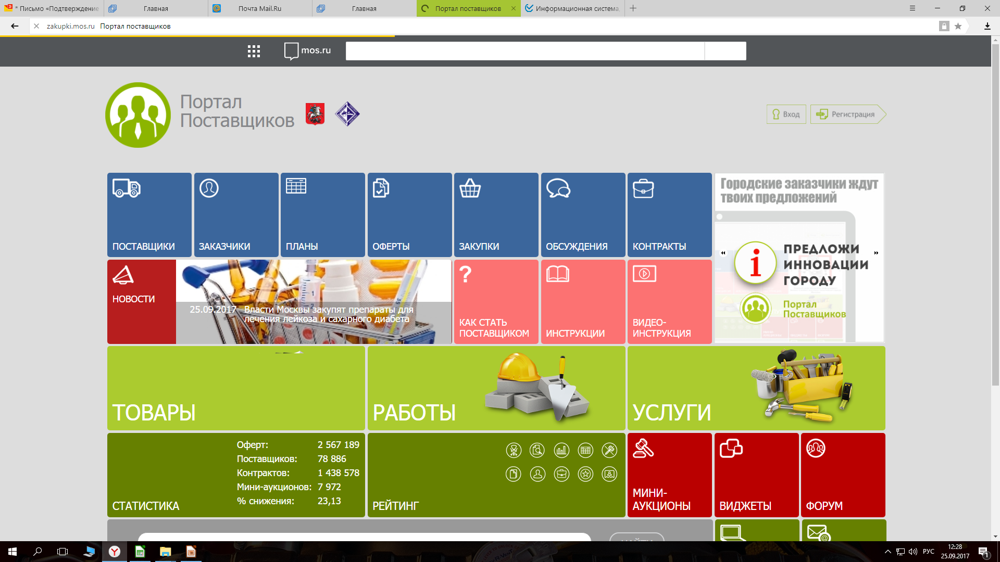 * Письмо «Подтверждение
Главная
Почта Mail.Ru
Главная
Портал поставщиков
Информационная система,
zakupki.mos.ru Портал поставщиков
mos.ru
Портал
Поставщиков
Вход
Регистрация
ПОСТАВЩИКИ
ЗАКАЗЧИКИ
ПЛАНЫ
ОФЕРТЫ
ЗАКУПКИ
ОБСУЖДЕНИЯ
КОНТРАКТЫ
Городские заказчики ждут
твоих предложений
ПРЕДЛОЖИ
ИННОВАЦИИ
ГОРОДУ
Портал
Поставщиков
НОВОСТИ
25.09.2017 Власти Москвы закупят препараты для
лечения лейкоза и сахарного диабета
?
КАК СТАТЬ
ПОСТАВЩИКОМ
ИНСТРУКЦИИ
ВИДЕО-
ИНСТРУКЦИЯ
ТОВАРЫ
РАБОТЫ
УСЛУГИ
Оферт: 2 567 189
Поставщиков: 78 886
Контрактов: 1 438 578
Мини-аукционов: 7 972
% снижения: 23,13
СТАТИСТИКА
РЕЙТИНГ
МИНИ-
АУКЦИОНЫ
ВИДЖЕТЫ
ФОРУМ
РУС
12:28
25.09.2017
1